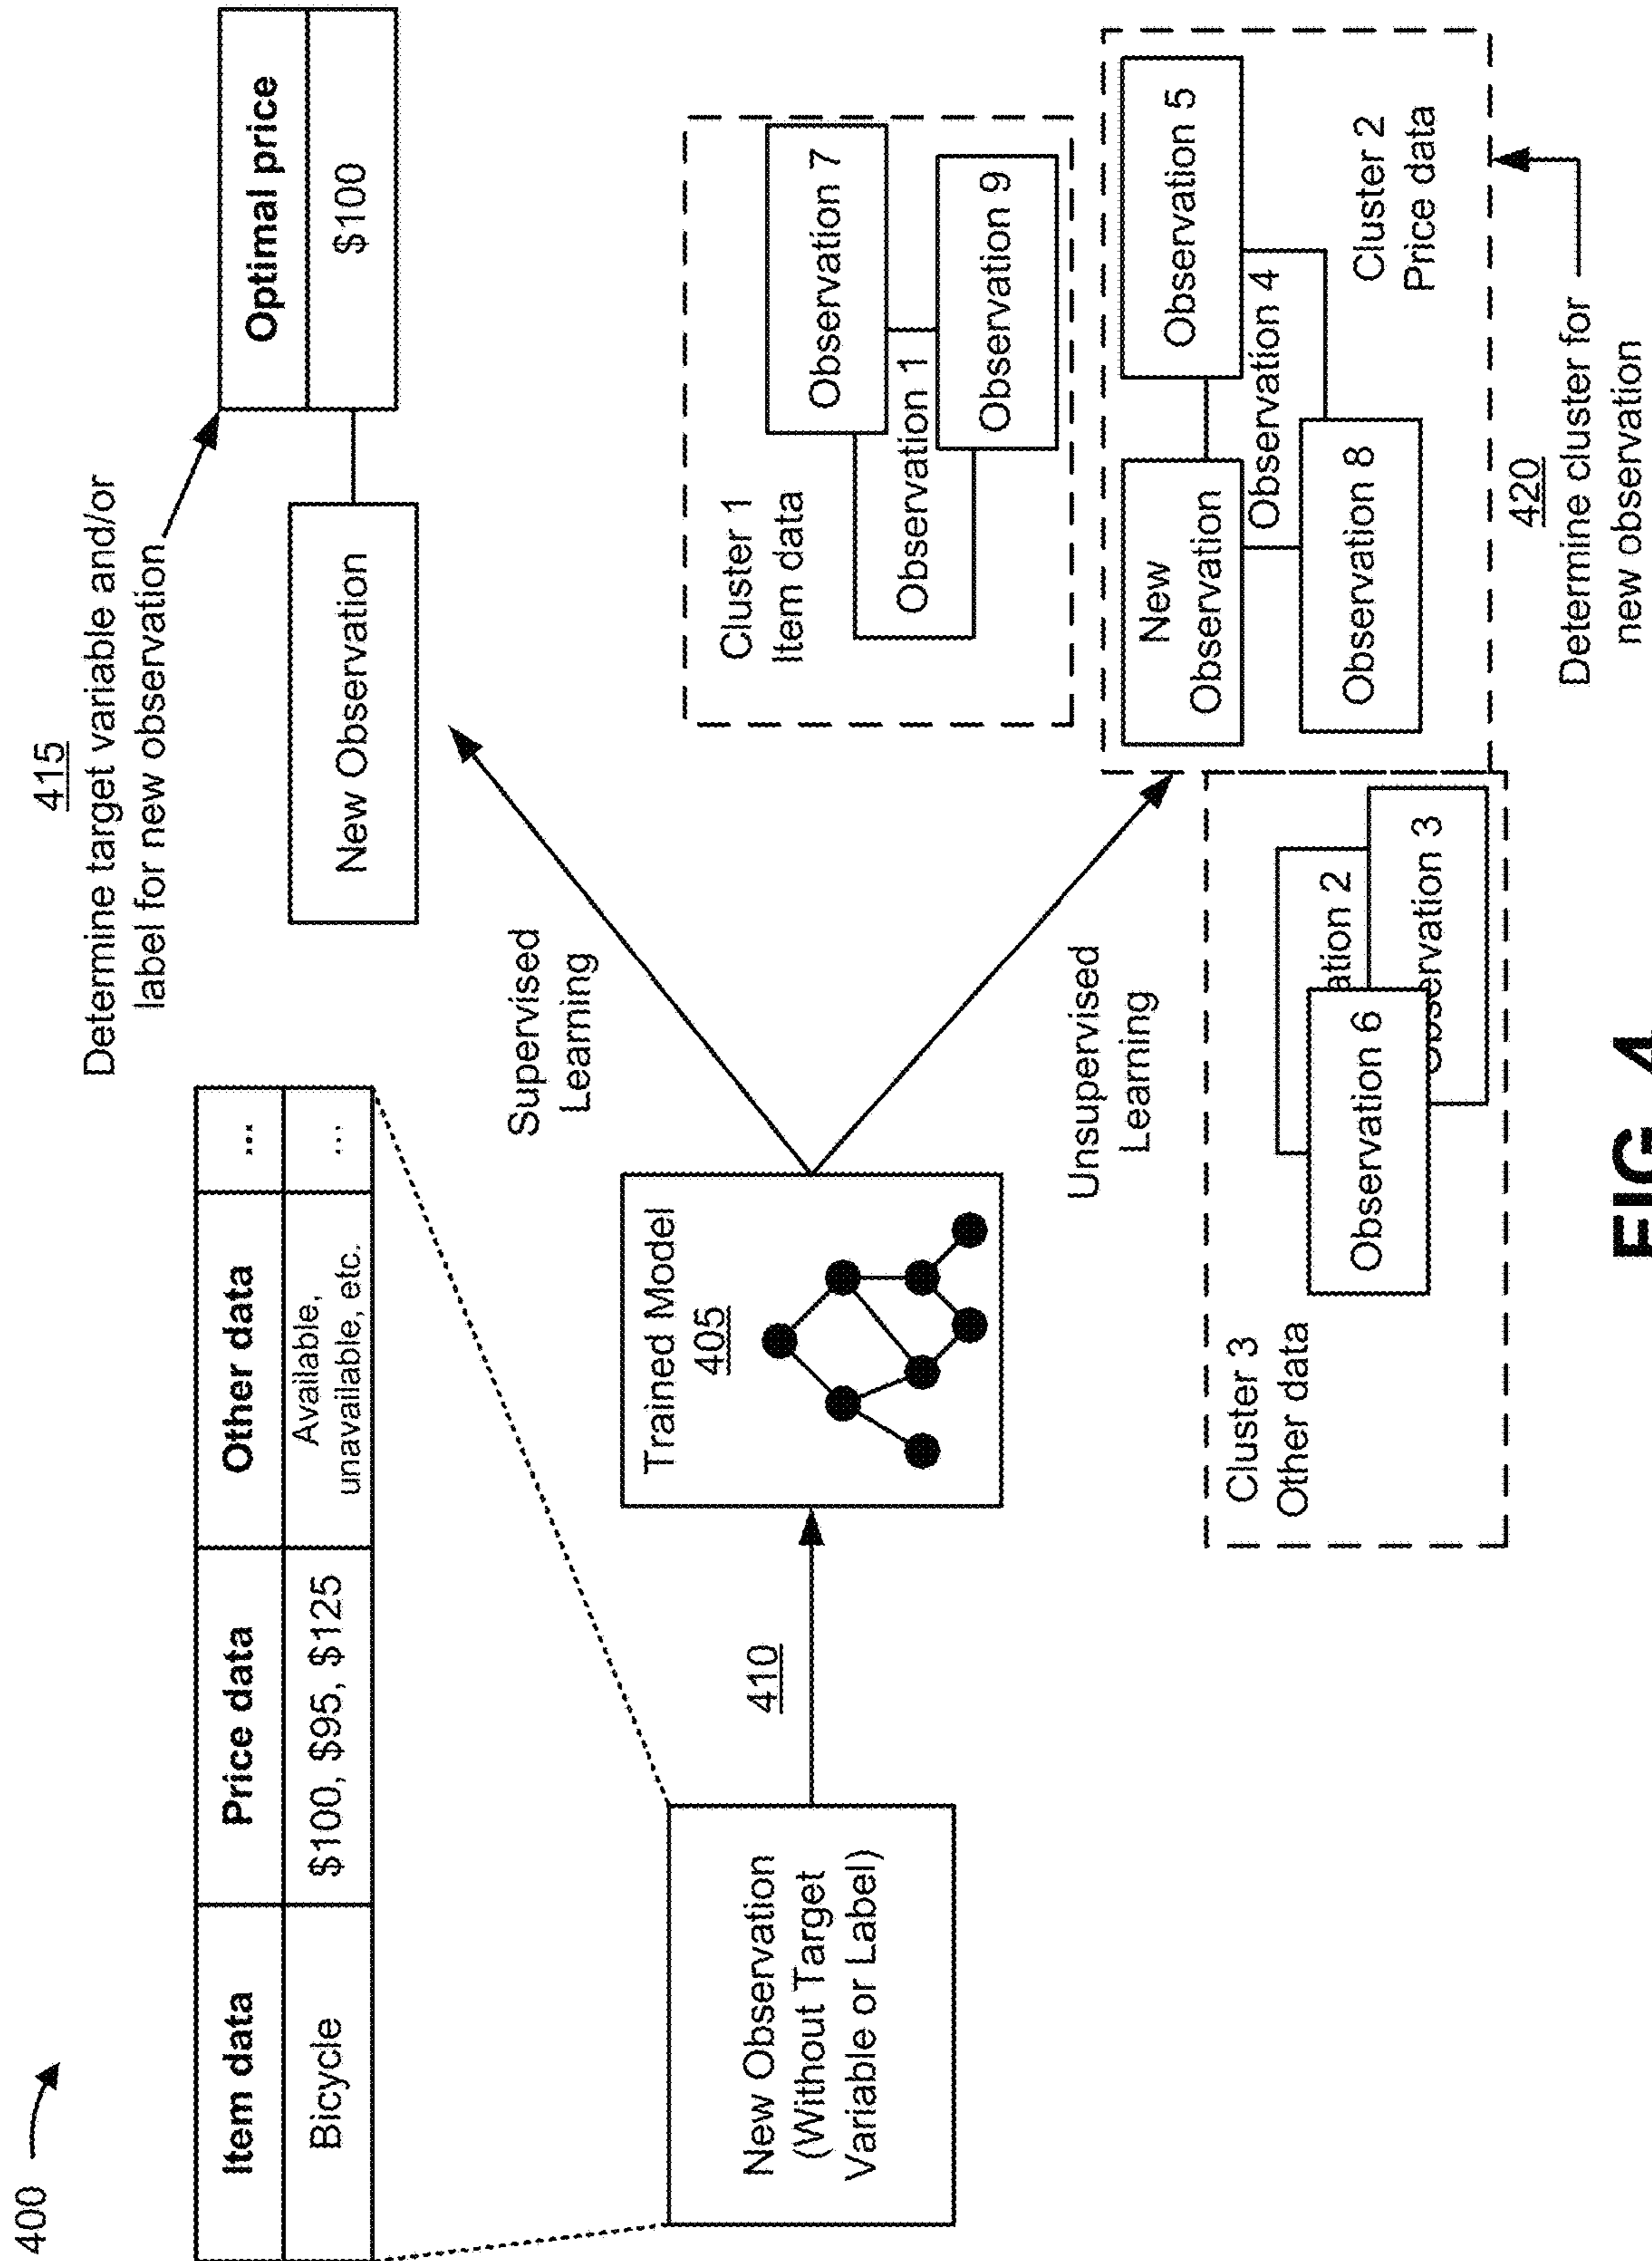 400
Item data
Price data
Other data
...
Bicycle
$100, $95, $125
Available,
unavailable, etc.
...
415
Determine target variable and/or
label for new observation
New Observation
Optimal price
$100
New Observation
(Without Target
Variable or Label)
410
Trained Model
405
Supervised
Learning
Unsupervised
Learning
Cluster 1
Item data
Observation 7
Observation 1
Observation 9
New
Observation
Observation 5
Observation 4
Observation 8
Cluster 2
Price data
Cluster 3
Other data
ation 2
Observation 6
Observation 3
420
Determine cluster for
new observation
FIG. 4